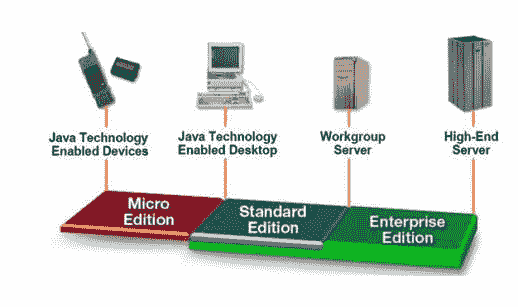 Java Technology
Enabled Devices
Java Technology
Enabled Desktop
Workgroup
Server
High-End
Server
Micro
Edition
Standard
Edition
Enterprise
Edition